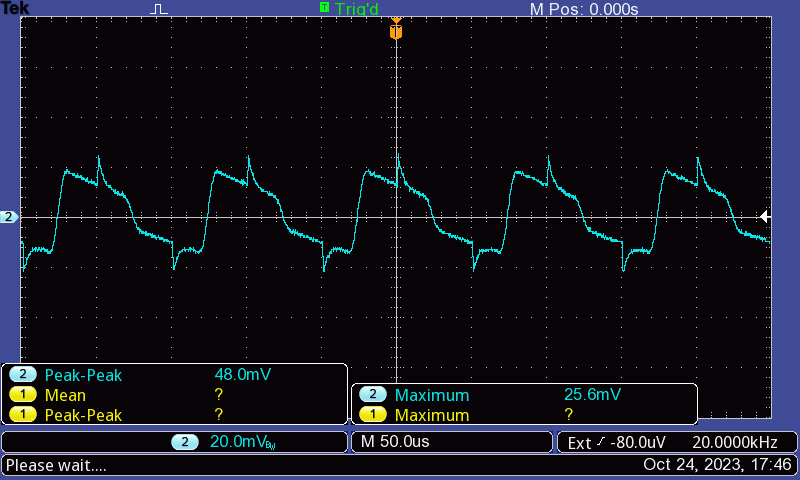 Tek T Trig'd M Pos: 0.000s
T
2
2 Peak-Peak 48.0mV
1 Mean ?
1 Peak-Peak ?
2 Maximum 25.6mV
1 Maximum ?
2 20.0mVBW M 50.0us Ext -80.0uV 20.0000kHz
Please wait.... Oct 24, 2023, 17:46